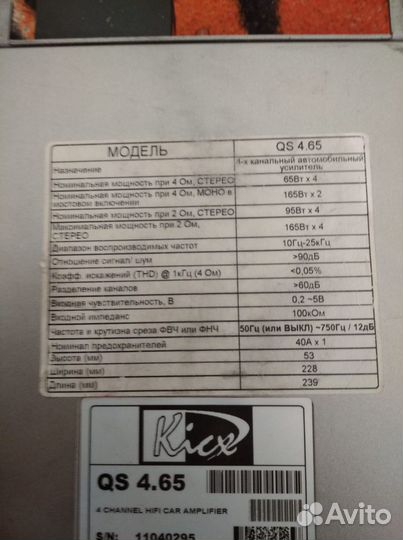 МОДЕЛЬ QS 4.65
Назначение 4-х канальный автомобильный усилитель
Номинальная мощность при 4 Ом, СТЕРЕО 65Вт x 4
Номинальная мощность при 4 Ом, МОНО в мостовом включении 165Вт x 2
Номинальная мощность при 2 Ом, СТЕРЕО 95Вт x 4
Максимальная мощность при 2 Ом, СТЕРЕО 165Вт x 4
Диапазон воспроизводимых частот 10Гц-25кГц
Отношение сигнал/ шум >90дБ
Коэфф. искажений (THD) @ 1кГц (4 Ом) <0,05%
Разделение каналов >60дБ
Входная чувствительность, В 0,2 ~5В
Входной импеданс 100кОм
Частота и крутизна среза ФВЧ или ФНЧ 50Гц (или ВЫКЛ) ~750Гц / 12дБ
Номинал предохранителей 40А x 1
Высота (мм) 53
Ширина (мм) 228
Длина (мм) 239
Kicx
QS 4.65
4 CHANNEL HIFI CAR AMPLIFIER
S/N: 11040295
Avito